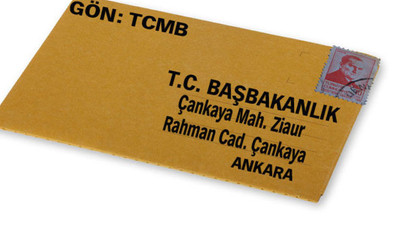 GÖN: TCMB
T.C. BAŞBAKANLIK
Çankaya Mah. Ziaur
Rahman Cad. Çankaya
ANKARA